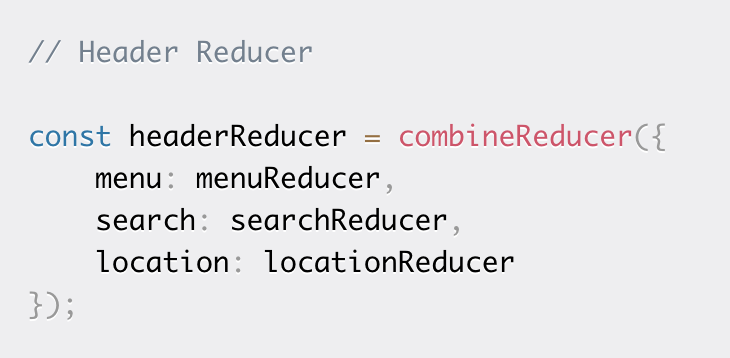 // Header Reducer
const headerReducer = combineReducer({
    menu: menuReducer,
    search: searchReducer,
    location: locationReducer
});